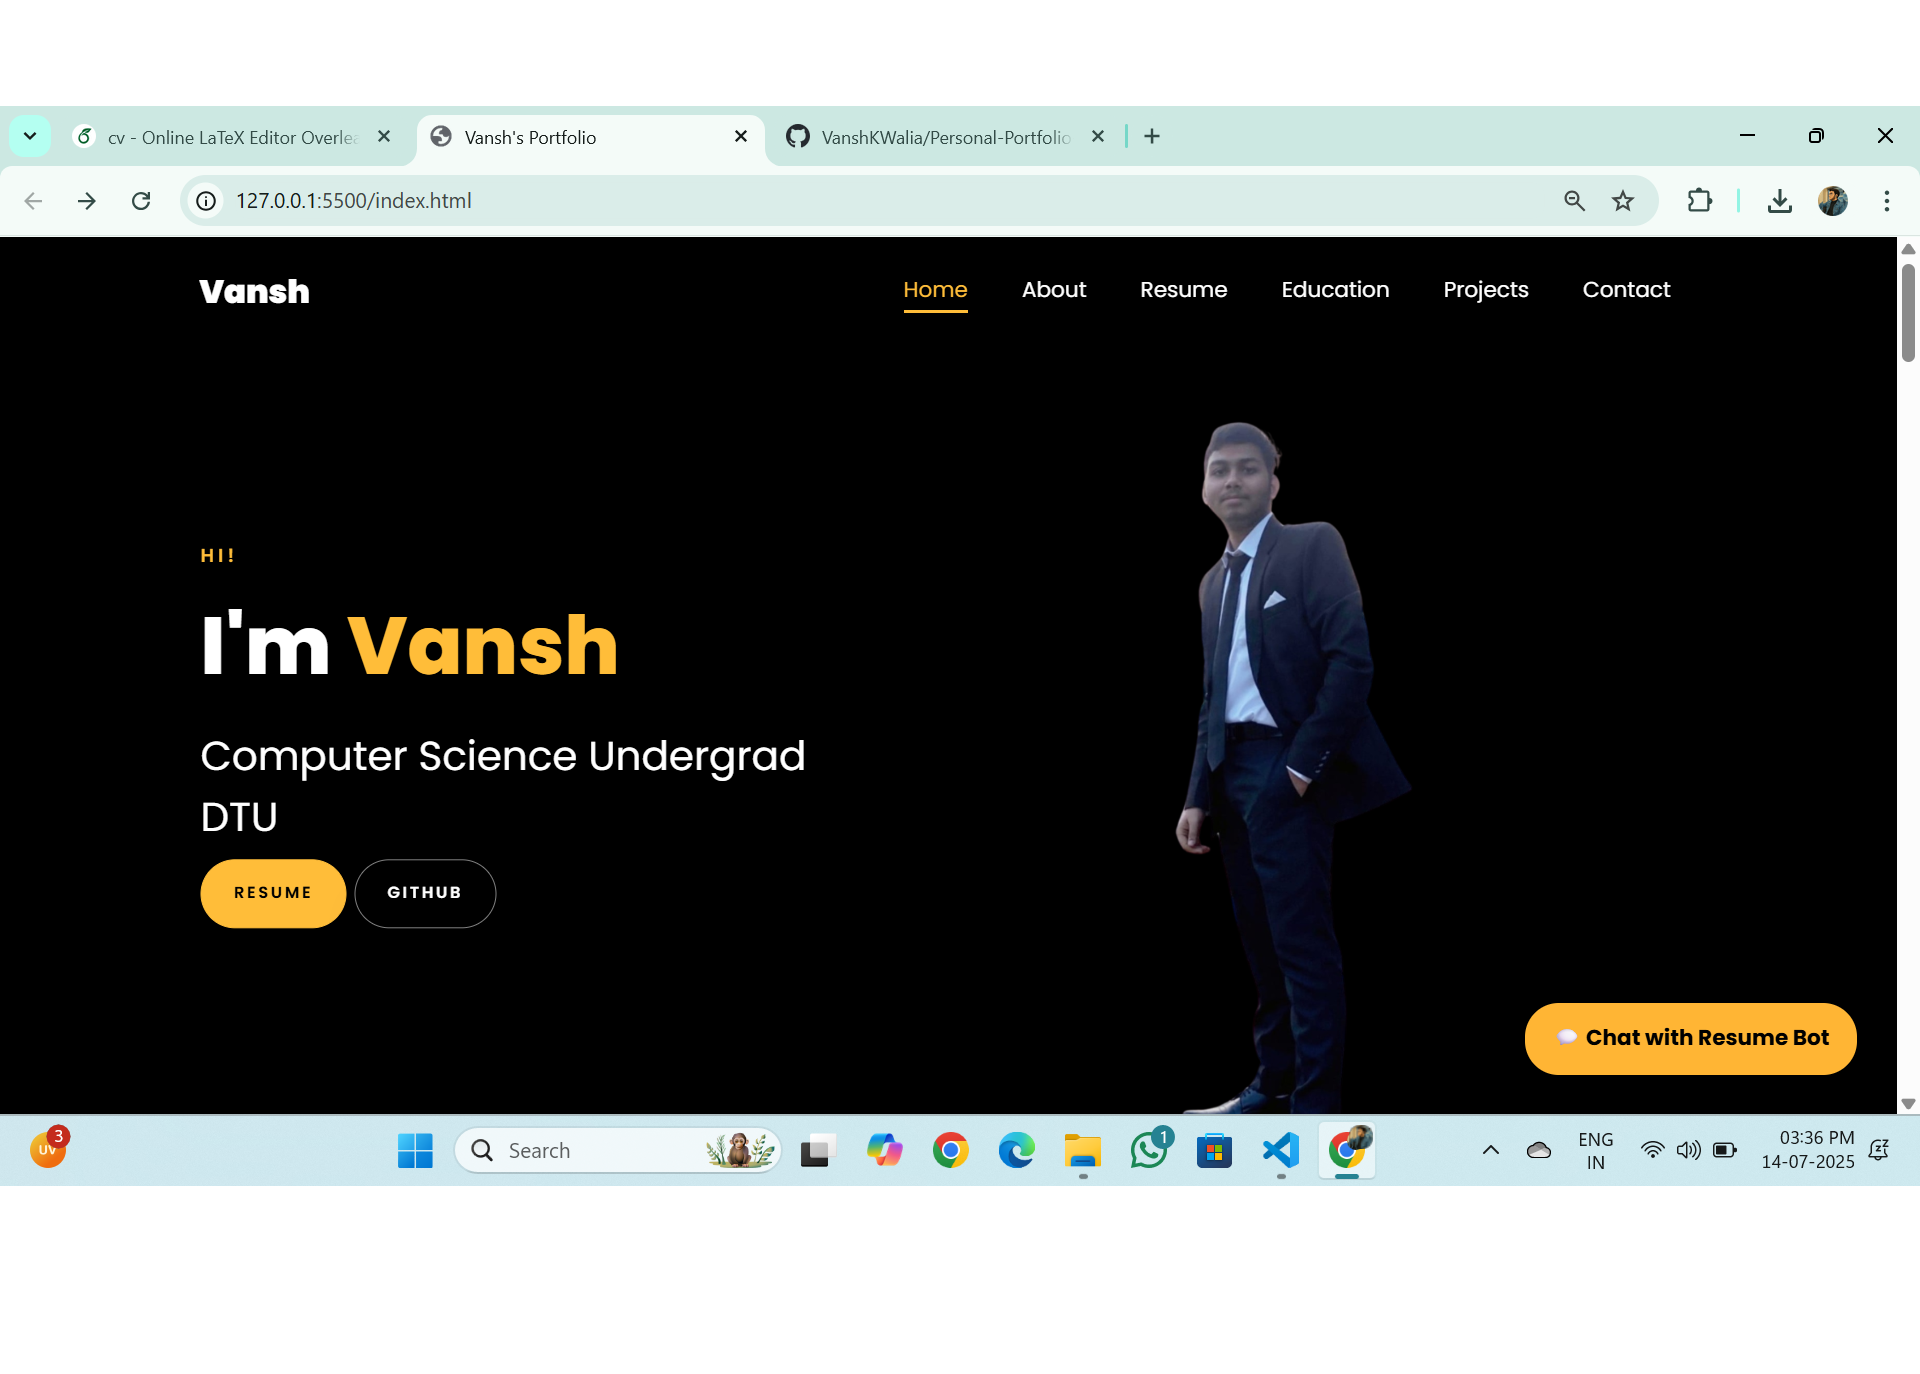 cv - Online LaTeX Editor Overlea
Vansh's Portfolio
VanshKWalia/Personal-Portfolio
127.0.0.1:5500/index.html
Vansh
Home About Resume Education Projects Contact
HI!
I'm Vansh
Computer Science Undergrad
DTU
RESUME GITHUB
Chat with Resume Bot
UV
3
Search
1
ENG
IN
03:36 PM
14-07-2025